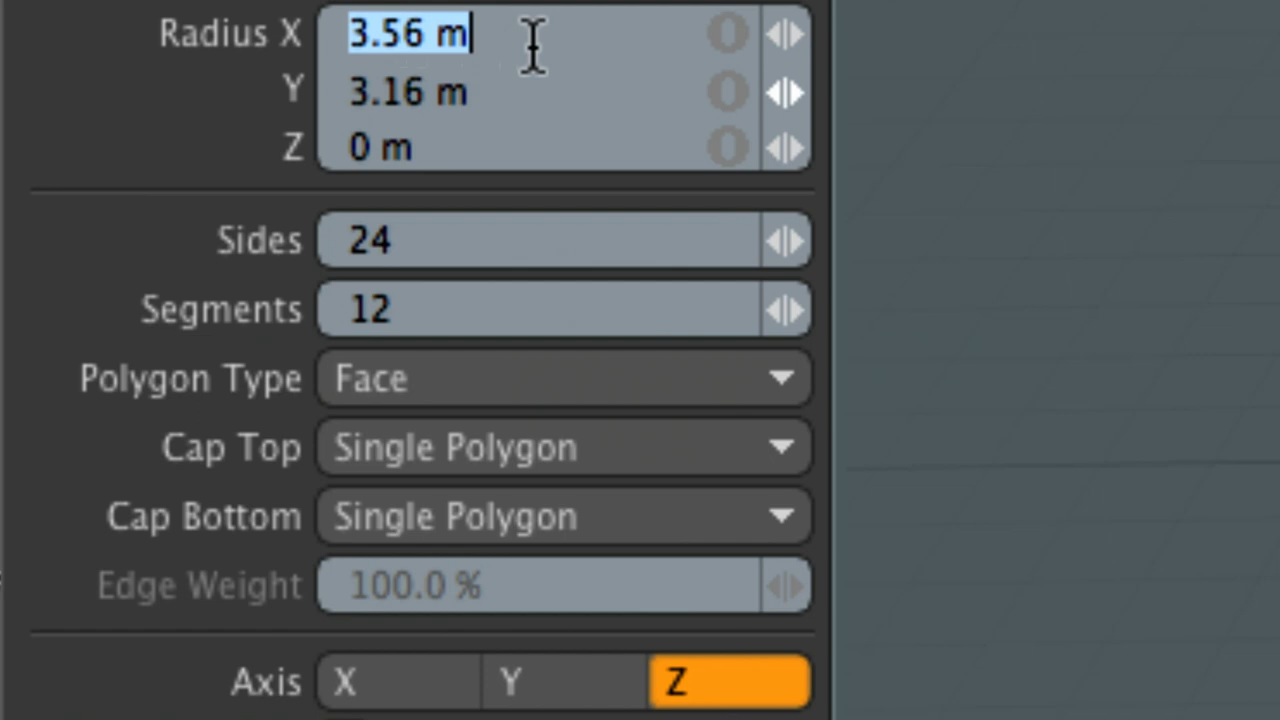 Radius X 3.56 m
Y 3.16 m
Z 0 m
Sides 24
Segments 12
Polygon Type Face
Cap Top Single Polygon
Cap Bottom Single Polygon
Edge Weight 100.0 %
Axis X Y Z